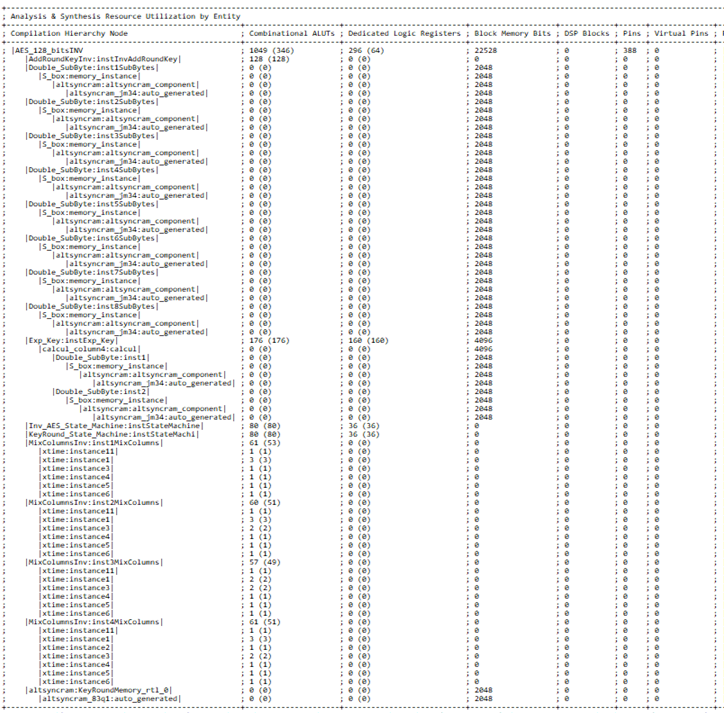 ; Analysis & Synthesis Resource Utilization by Entity
; Compilation Hierarchy Node ; Combinational ALUTs ; Dedicated Logic Registers ; Block Memory Bits ; DSP Blocks ; Pins ; Virtual Pins ;
; |AES_128_bitsINV ; 1049 (346) ; 296 (64) ; 22528 ; 0 ; 388 ; 0
; |AddRoundKeyInv:instInvAddRoundKey| ; 128 (128) ; 0 (0) ; 0 ; 0 ; 0 ; 0
; |Double_SubByte:inst1SubBytes| ; 0 (0) ; 0 (0) ; 2048 ; 0 ; 0 ; 0
; |S_box:memory_instance| ; 0 (0) ; 0 (0) ; 2048 ; 0 ; 0 ; 0
; |altsyncram:altsyncram_component| ; 0 (0) ; 0 (0) ; 2048 ; 0 ; 0 ; 0
; |altsyncram_jm34:auto_generated| ; 0 (0) ; 0 (0) ; 2048 ; 0 ; 0 ; 0
; |Double_SubByte:inst2SubBytes| ; 0 (0) ; 0 (0) ; 2048 ; 0 ; 0 ; 0
; |S_box:memory_instance| ; 0 (0) ; 0 (0) ; 2048 ; 0 ; 0 ; 0
; |altsyncram:altsyncram_component| ; 0 (0) ; 0 (0) ; 2048 ; 0 ; 0 ; 0
; |altsyncram_jm34:auto_generated| ; 0 (0) ; 0 (0) ; 2048 ; 0 ; 0 ; 0
; |Double_SubByte:inst3SubBytes| ; 0 (0) ; 0 (0) ; 2048 ; 0 ; 0 ; 0
; |S_box:memory_instance| ; 0 (0) ; 0 (0) ; 2048 ; 0 ; 0 ; 0
; |altsyncram:altsyncram_component| ; 0 (0) ; 0 (0) ; 2048 ; 0 ; 0 ; 0
; |altsyncram_jm34:auto_generated| ; 0 (0) ; 0 (0) ; 2048 ; 0 ; 0 ; 0
; |Double_SubByte:inst4SubBytes| ; 0 (0) ; 0 (0) ; 2048 ; 0 ; 0 ; 0
; |S_box:memory_instance| ; 0 (0) ; 0 (0) ; 2048 ; 0 ; 0 ; 0
; |altsyncram:altsyncram_component| ; 0 (0) ; 0 (0) ; 2048 ; 0 ; 0 ; 0
; |altsyncram_jm34:auto_generated| ; 0 (0) ; 0 (0) ; 2048 ; 0 ; 0 ; 0
; |Double_SubByte:inst5SubBytes| ; 0 (0) ; 0 (0) ; 2048 ; 0 ; 0 ; 0
; |S_box:memory_instance| ; 0 (0) ; 0 (0) ; 2048 ; 0 ; 0 ; 0
; |altsyncram:altsyncram_component| ; 0 (0) ; 0 (0) ; 2048 ; 0 ; 0 ; 0
; |altsyncram_jm34:auto_generated| ; 0 (0) ; 0 (0) ; 2048 ; 0 ; 0 ; 0
; |Double_SubByte:inst6SubBytes| ; 0 (0) ; 0 (0) ; 2048 ; 0 ; 0 ; 0
; |S_box:memory_instance| ; 0 (0) ; 0 (0) ; 2048 ; 0 ; 0 ; 0
; |altsyncram:altsyncram_component| ; 0 (0) ; 0 (0) ; 2048 ; 0 ; 0 ; 0
; |altsyncram_jm34:auto_generated| ; 0 (0) ; 0 (0) ; 2048 ; 0 ; 0 ; 0
; |Double_SubByte:inst7SubBytes| ; 0 (0) ; 0 (0) ; 2048 ; 0 ; 0 ; 0
; |S_box:memory_instance| ; 0 (0) ; 0 (0) ; 2048 ; 0 ; 0 ; 0
; |altsyncram:altsyncram_component| ; 0 (0) ; 0 (0) ; 2048 ; 0 ; 0 ; 0
; |altsyncram_jm34:auto_generated| ; 0 (0) ; 0 (0) ; 2048 ; 0 ; 0 ; 0
; |Double_SubByte:inst8SubBytes| ; 0 (0) ; 0 (0) ; 2048 ; 0 ; 0 ; 0
; |S_box:memory_instance| ; 0 (0) ; 0 (0) ; 2048 ; 0 ; 0 ; 0
; |altsyncram:altsyncram_component| ; 0 (0) ; 0 (0) ; 2048 ; 0 ; 0 ; 0
; |altsyncram_jm34:auto_generated| ; 0 (0) ; 0 (0) ; 2048 ; 0 ; 0 ; 0
; |Exp_Key:instExp_Key| ; 176 (176) ; 160 (160) ; 4096 ; 0 ; 0 ; 0
; |calcul_column4:calcul| ; 0 (0) ; 0 (0) ; 4096 ; 0 ; 0 ; 0
; |Double_SubByte:inst1| ; 0 (0) ; 0 (0) ; 2048 ; 0 ; 0 ; 0
; |S_box:memory_instance| ; 0 (0) ; 0 (0) ; 2048 ; 0 ; 0 ; 0
; |altsyncram:altsyncram_component| ; 0 (0) ; 0 (0) ; 2048 ; 0 ; 0 ; 0
; |altsyncram_jm34:auto_generated| ; 0 (0) ; 0 (0) ; 2048 ; 0 ; 0 ; 0
; |Double_SubByte:inst2| ; 0 (0) ; 0 (0) ; 2048 ; 0 ; 0 ; 0
; |S_box:memory_instance| ; 0 (0) ; 0 (0) ; 2048 ; 0 ; 0 ; 0
; |altsyncram:altsyncram_component| ; 0 (0) ; 0 (0) ; 2048 ; 0 ; 0 ; 0
; |altsyncram_jm34:auto_generated| ; 0 (0) ; 0 (0) ; 2048 ; 0 ; 0 ; 0
; |Inv_AES_State_Machine:instStateMachine| ; 80 (80) ; 36 (36) ; 0 ; 0 ; 0 ; 0
; |KeyRound_State_Machine:instStateMachi| ; 80 (80) ; 36 (36) ; 0 ; 0 ; 0 ; 0
; |MixColumnsInv:inst1MixColumns| ; 61 (53) ; 0 (0) ; 0 ; 0 ; 0 ; 0
; |xtime:instance11| ; 1 (1) ; 0 (0) ; 0 ; 0 ; 0 ; 0
; |xtime:instance1| ; 3 (3) ; 0 (0) ; 0 ; 0 ; 0 ; 0
; |xtime:instance3| ; 1 (1) ; 0 (0) ; 0 ; 0 ; 0 ; 0
; |xtime:instance4| ; 1 (1) ; 0 (0) ; 0 ; 0 ; 0 ; 0
; |xtime:instance5| ; 1 (1) ; 0 (0) ; 0 ; 0 ; 0 ; 0
; |xtime:instance6| ; 1 (1) ; 0 (0) ; 0 ; 0 ; 0 ; 0
; |MixColumnsInv:inst2MixColumns| ; 60 (51) ; 0 (0) ; 0 ; 0 ; 0 ; 0
; |xtime:instance11| ; 1 (1) ; 0 (0) ; 0 ; 0 ; 0 ; 0
; |xtime:instance1| ; 3 (3) ; 0 (0) ; 0 ; 0 ; 0 ; 0
; |xtime:instance3| ; 2 (2) ; 0 (0) ; 0 ; 0 ; 0 ; 0
; |xtime:instance4| ; 1 (1) ; 0 (0) ; 0 ; 0 ; 0 ; 0
; |xtime:instance5| ; 1 (1) ; 0 (0) ; 0 ; 0 ; 0 ; 0
; |xtime:instance6| ; 1 (1) ; 0 (0) ; 0 ; 0 ; 0 ; 0
; |MixColumnsInv:inst3MixColumns| ; 57 (49) ; 0 (0) ; 0 ; 0 ; 0 ; 0
; |xtime:instance11| ; 1 (1) ; 0 (0) ; 0 ; 0 ; 0 ; 0
; |xtime:instance1| ; 2 (2) ; 0 (0) ; 0 ; 0 ; 0 ; 0
; |xtime:instance3| ; 2 (2) ; 0 (0) ; 0 ; 0 ; 0 ; 0
; |xtime:instance4| ; 1 (1) ; 0 (0) ; 0 ; 0 ; 0 ; 0
; |xtime:instance5| ; 1 (1) ; 0 (0) ; 0 ; 0 ; 0 ; 0
; |xtime:instance6| ; 1 (1) ; 0 (0) ; 0 ; 0 ; 0 ; 0
; |MixColumnsInv:inst4MixColumns| ; 61 (51) ; 0 (0) ; 0 ; 0 ; 0 ; 0
; |xtime:instance11| ; 1 (1) ; 0 (0) ; 0 ; 0 ; 0 ; 0
; |xtime:instance1| ; 3 (3) ; 0 (0) ; 0 ; 0 ; 0 ; 0
; |xtime:instance2| ; 1 (1) ; 0 (0) ; 0 ; 0 ; 0 ; 0
; |xtime:instance3| ; 2 (2) ; 0 (0) ; 0 ; 0 ; 0 ; 0
; |xtime:instance4| ; 1 (1) ; 0 (0) ; 0 ; 0 ; 0 ; 0
; |xtime:instance5| ; 1 (1) ; 0 (0) ; 0 ; 0 ; 0 ; 0
; |xtime:instance6| ; 1 (1) ; 0 (0) ; 0 ; 0 ; 0 ; 0
; |altsyncram:KeyRoundMemory_rtl_0| ; 0 (0) ; 0 (0) ; 2048 ; 0 ; 0 ; 0
; |altsyncram_83q1:auto_generated| ; 0 (0) ; 0 (0) ; 2048 ; 0 ; 0 ; 0